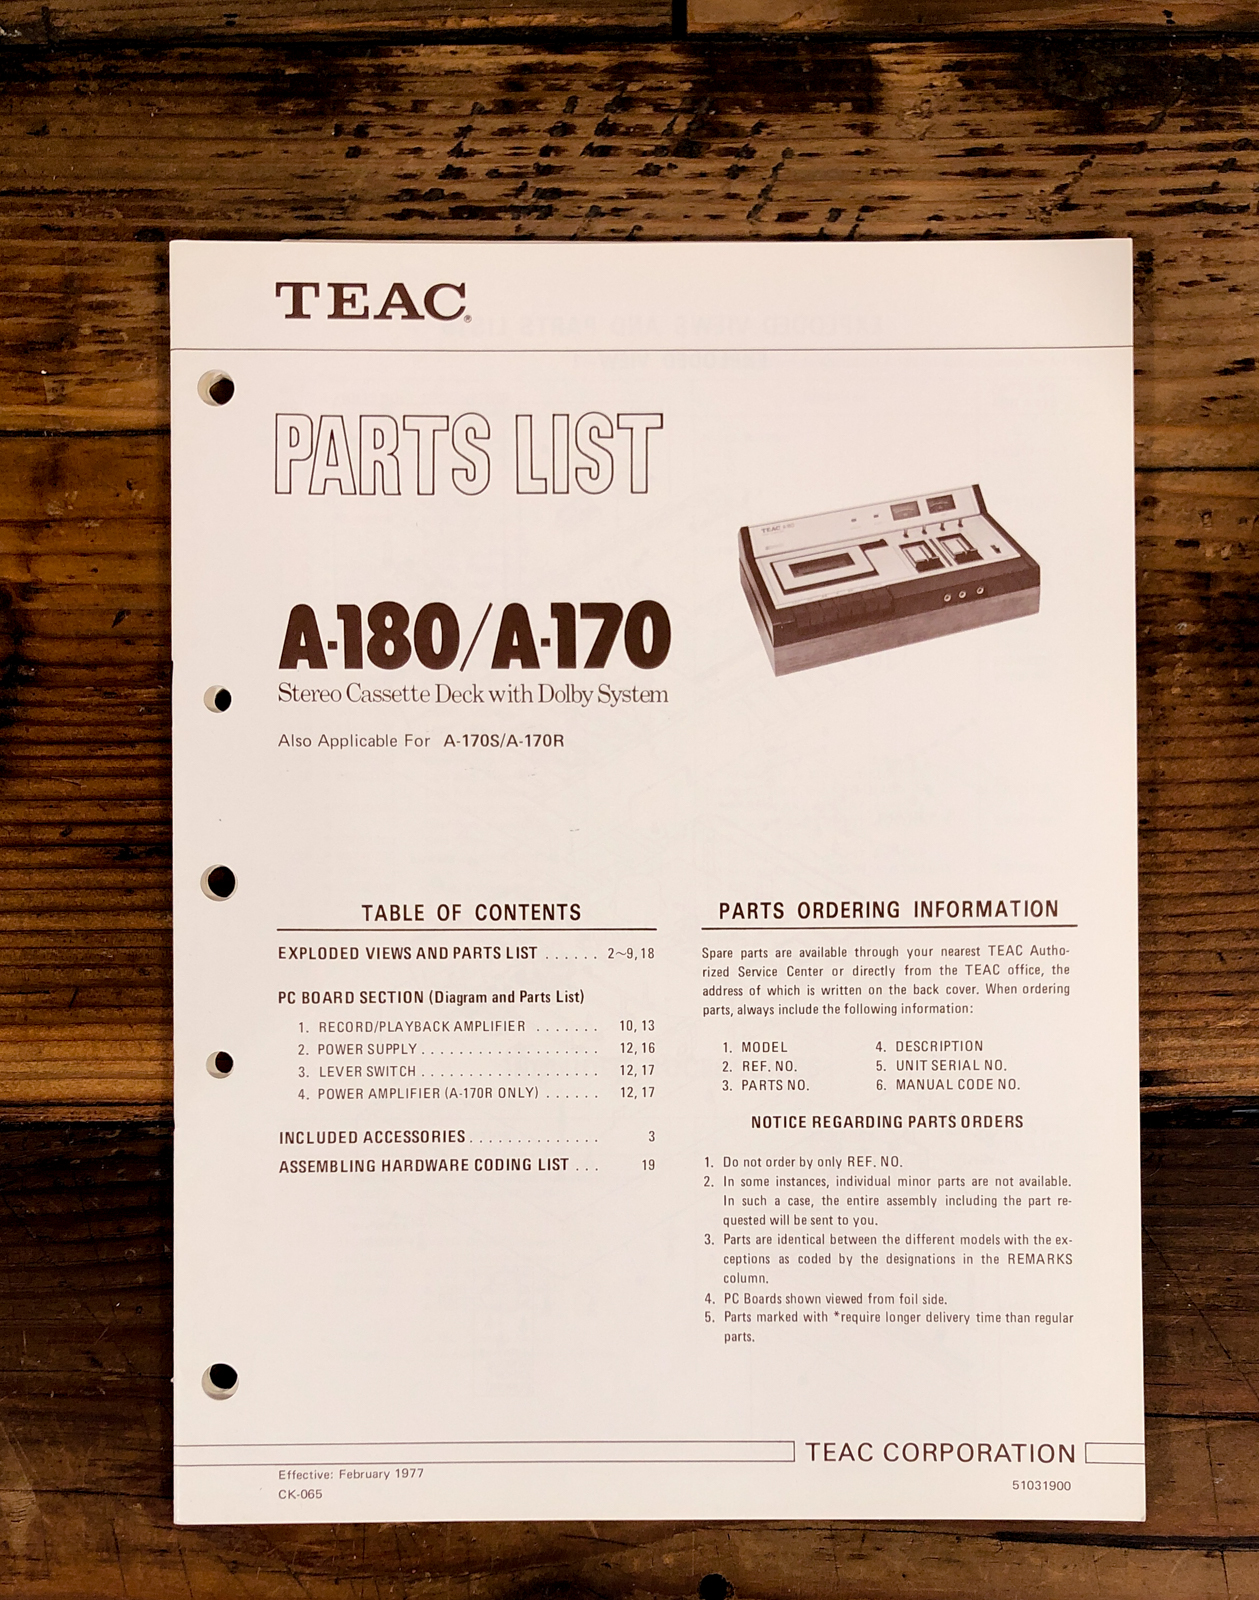 TEAC®
PARTS LIST
TEAC
A-180/A-170
Stereo Cassette Deck with Dolby System
Also Applicable For A-170S/A-170R
TABLE OF CONTENTS
EXPLODED VIEWS AND PARTS LIST . . . . . . 2~9, 18
PC BOARD SECTION (Diagram and Parts List)
1. RECORD/PLAYBACK AMPLIFIER . . . . . . . 10, 13
2. POWER SUPPLY . . . . . . . . . . . . . . . . . . . 12, 16
3. LEVER SWITCH . . . . . . . . . . . . . . . . . . . 12, 17
4. POWER AMPLIFIER (A-170R ONLY) . . . . . . 12, 17
INCLUDED ACCESSORIES . . . . . . . . . . . . . . 3
ASSEMBLING HARDWARE CODING LIST . . . 19
PARTS ORDERING INFORMATION
Spare parts are available through your nearest TEAC Autho-
rized Service Center or directly from the TEAC office, the
address of which is written on the back cover. When ordering
parts, always include the following information:
1. MODEL 4. DESCRIPTION
2. REF. NO. 5. UNIT SERIAL NO.
3. PARTS NO. 6. MANUAL CODE NO.
NOTICE REGARDING PARTS ORDERS
1. Do not order by only REF. NO.
2. In some instances, individual minor parts are not available.
In such a case, the entire assembly including the part re-
quested will be sent to you.
3. Parts are identical between the different models with the ex-
ceptions as coded by the designations in the REMARKS
column.
4. PC Boards shown viewed from foil side.
5. Parts marked with *require longer delivery time than regular
parts.
TEAC CORPORATION
Effective: February 1977
CK-065
51031900